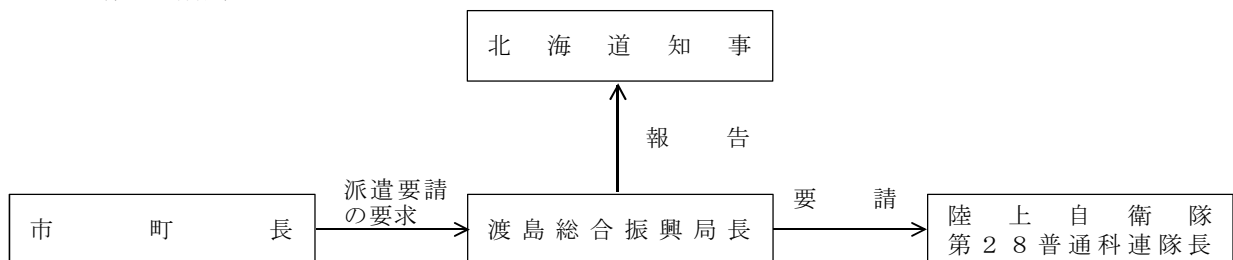 北海道知事
報告
派遣要請
の要求
要請
市町長
渡島総合振興局長
陸上自衛隊
第２８普通科連隊長